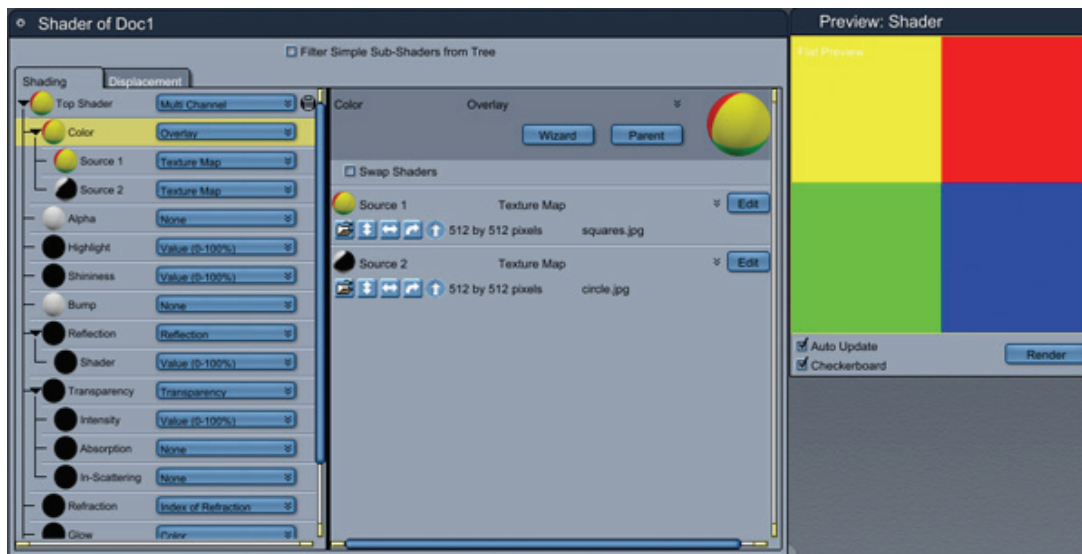 Shader of Doc1
Filter Simple Sub-Shaders from Tree
Shading Displacement
Top Shader Multi Channel
Color Overlay
Source 1 Texture Map
Source 2 Texture Map
Alpha None
Highlight Value (0-100%)
Shininess Value (0-100%)
Bump None
Reflection Reflection
Shader Value (0-100%)
Transparency Transparency
Intensity Value (0-100%)
Absorption None
In-Scattering None
Refraction Index of Refraction
Glow Color
Color Overlay
Wizard Parent
Swap Shaders
Source 1 Texture Map Edit
512 by 512 pixels squares.jpg
Source 2 Texture Map Edit
512 by 512 pixels circle.jpg
Preview: Shader
Flat Preview
Auto Update
Checkerboard
Render